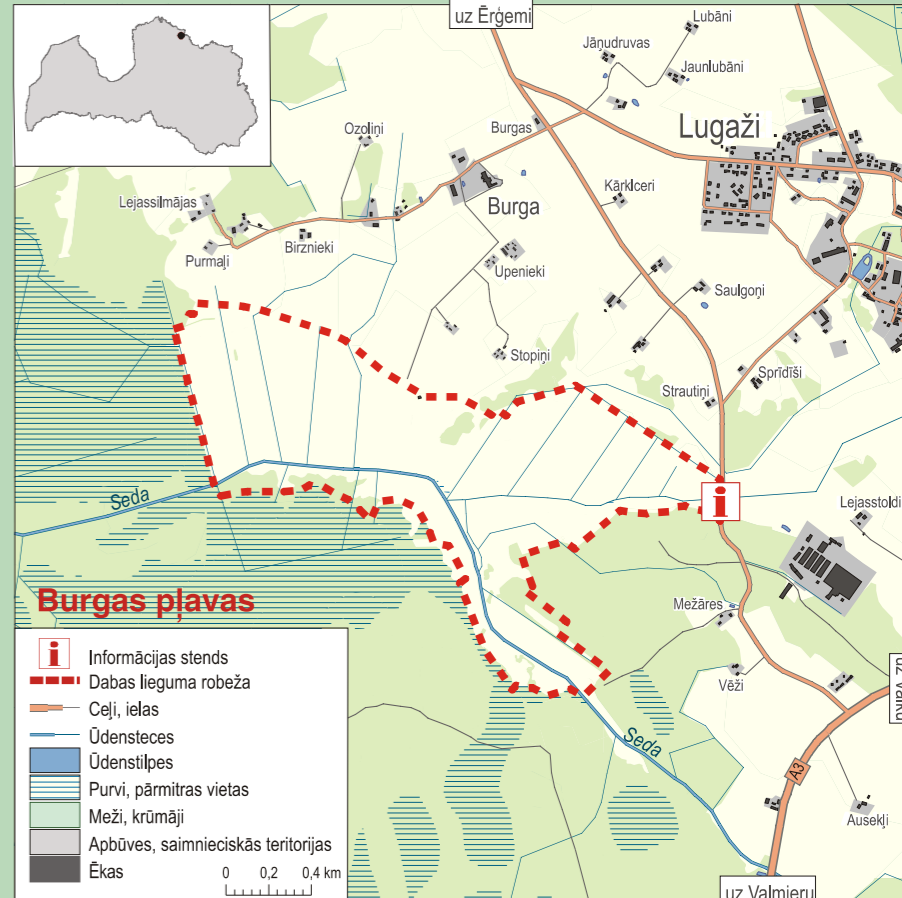 uz Ērģemi
Lubāni
Jāņudruvas
Jaunlubāni
Ozoliņi
Burgas
Lugaži
Lejassilmājas
Kārkliceri
Burga
Purmaļi
Birznieki
Upenieki
Saulgoņi
Stopiņi
Sprīdīši
Strautiņi
Seda
i
Lejasstoldi
Burgas pļavas
Mežāres
i Informācijas stends
Dabas lieguma robeža
Ceļi, ielas
Ūdensteces
Ūdenstilpes
Purvi, pārmitras vietas
Meži, krūmāji
Apbūves, saimnieciskās teritorijas
Ēkas
0 0,2 0,4 km
Vēži
uz Valku
Seda
A3
Ausekļi
uz Valmieru